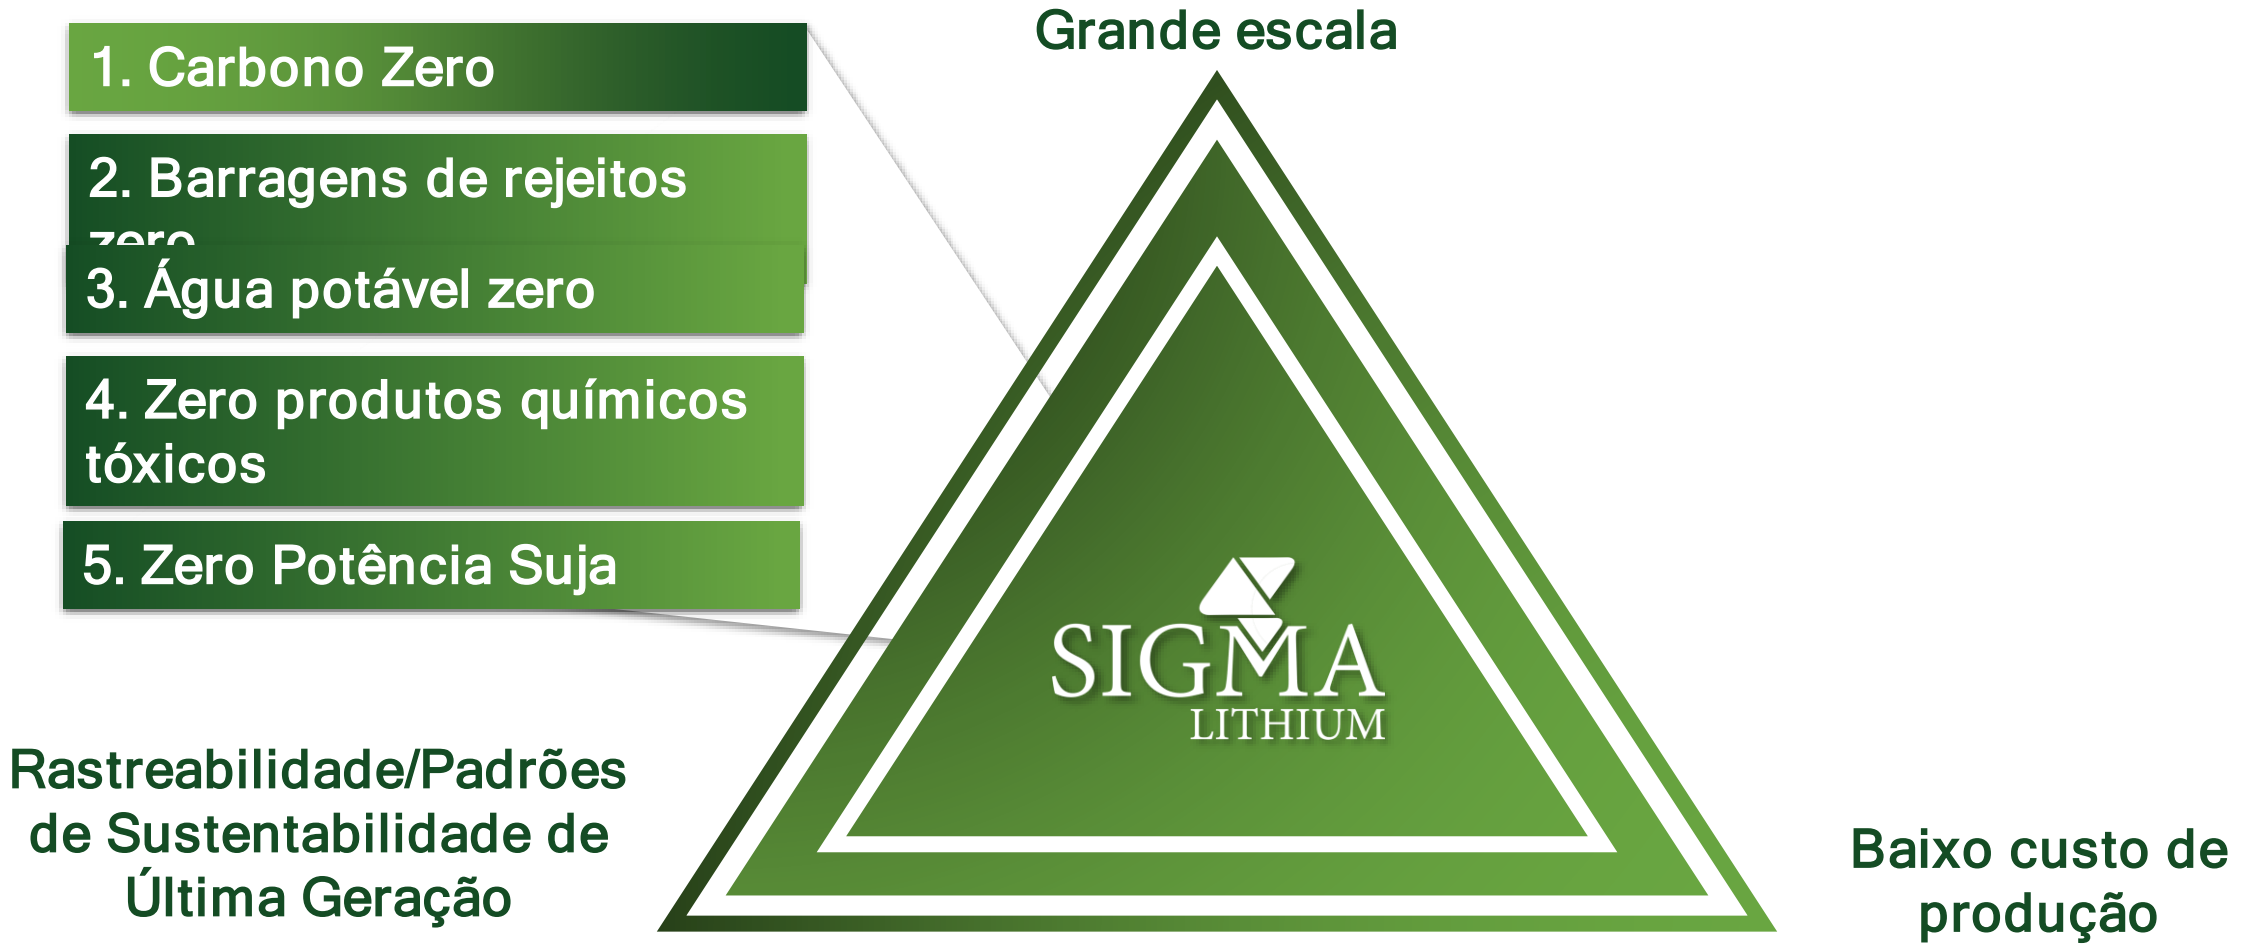 Grande escala
1. Carbono Zero
2. Barragens de rejeitos
zero
3. Água potável zero
4. Zero produtos químicos
tóxicos
5. Zero Potência Suja
SIGMA
LITHIUM
Rastreabilidade/Padrões
de Sustentabilidade de
Última Geração
Baixo custo de
produção